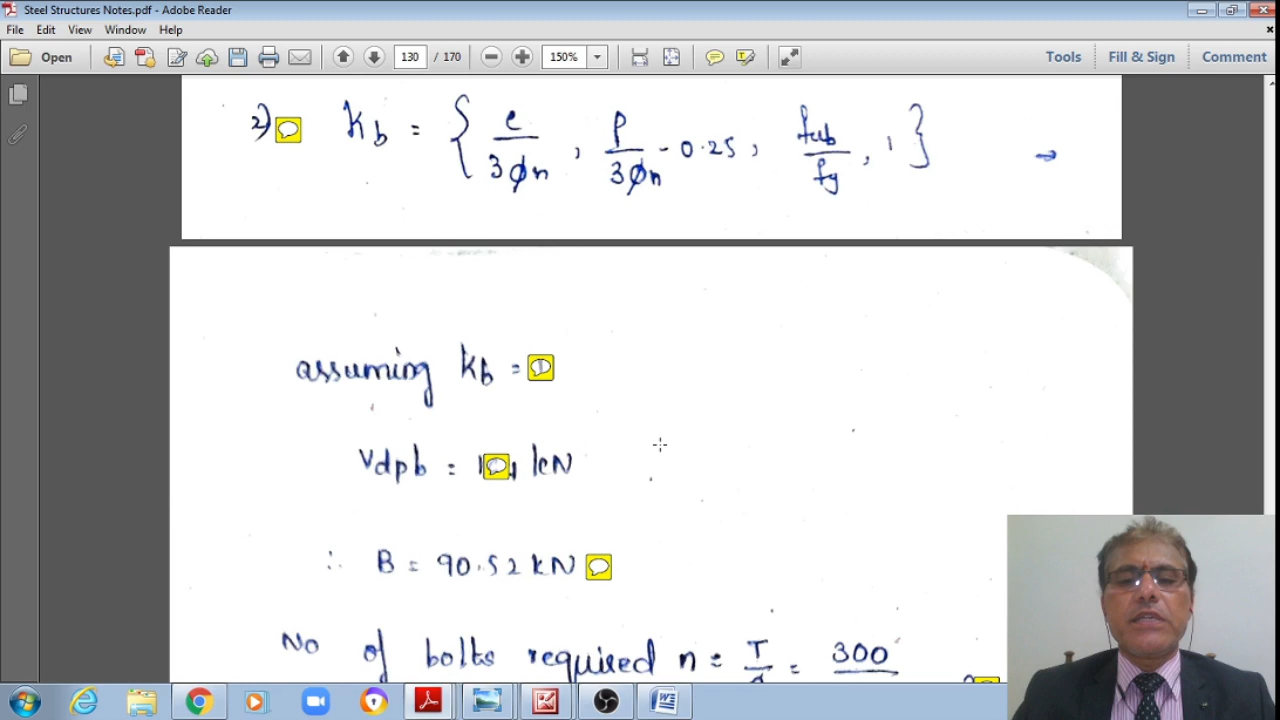 Steel Structures Notes.pdf - Adobe Reader
File Edit View Window Help
Open 130 / 170 150% Tools Fill & Sign Comment
2) Kb = { e/3φn , p/3φn - 0.25, fub/fy , 1 }
assuming Kb =
Vdpb = kN
∴ B = 90.52 kN
No of bolts required n = T/ = 300